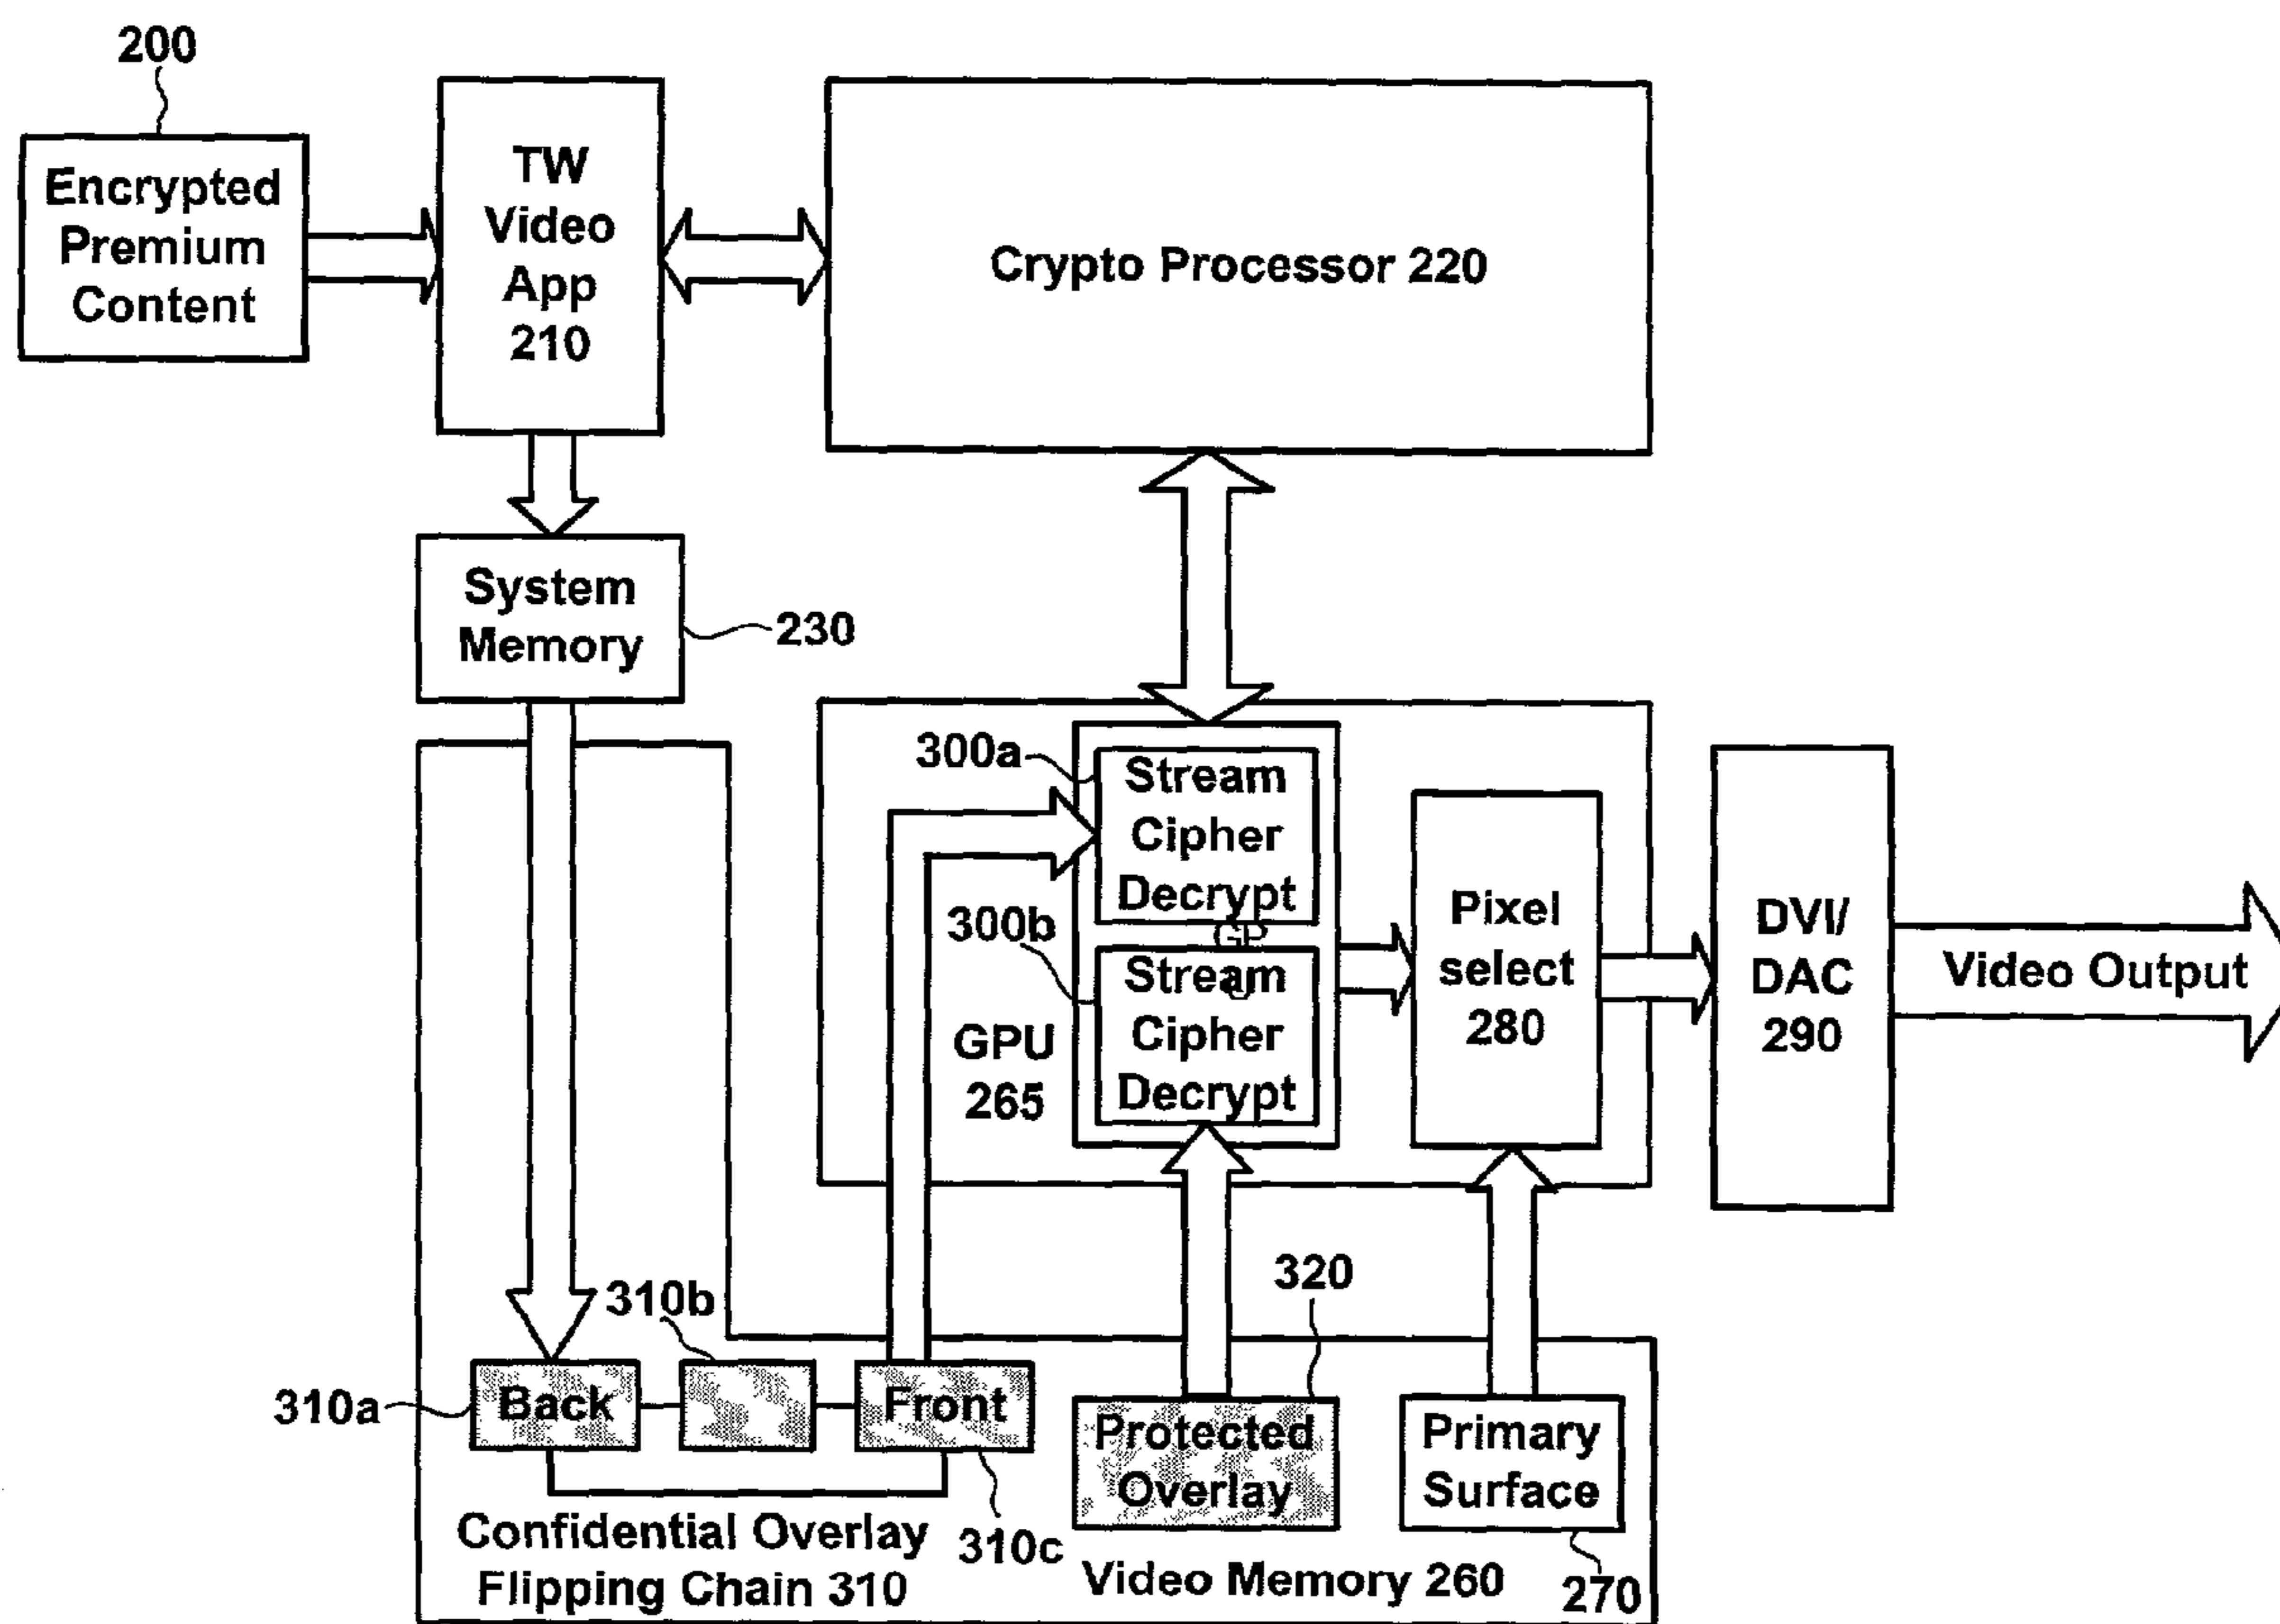 200
Encrypted
Premium
Content
TW
Video
App
210
Crypto Processor 220
System
Memory
230
300a
Stream
Cipher
Decrypt
GP
300b
Stream
U
Cipher
Decrypt
GPU
265
Pixel
select
280
DVI/
DAC
290
Video Output
310a
Back
310b
Front
310c
Confidential Overlay
Flipping Chain 310
320
Protected
Overlay
Primary
Surface
270
Video Memory 260